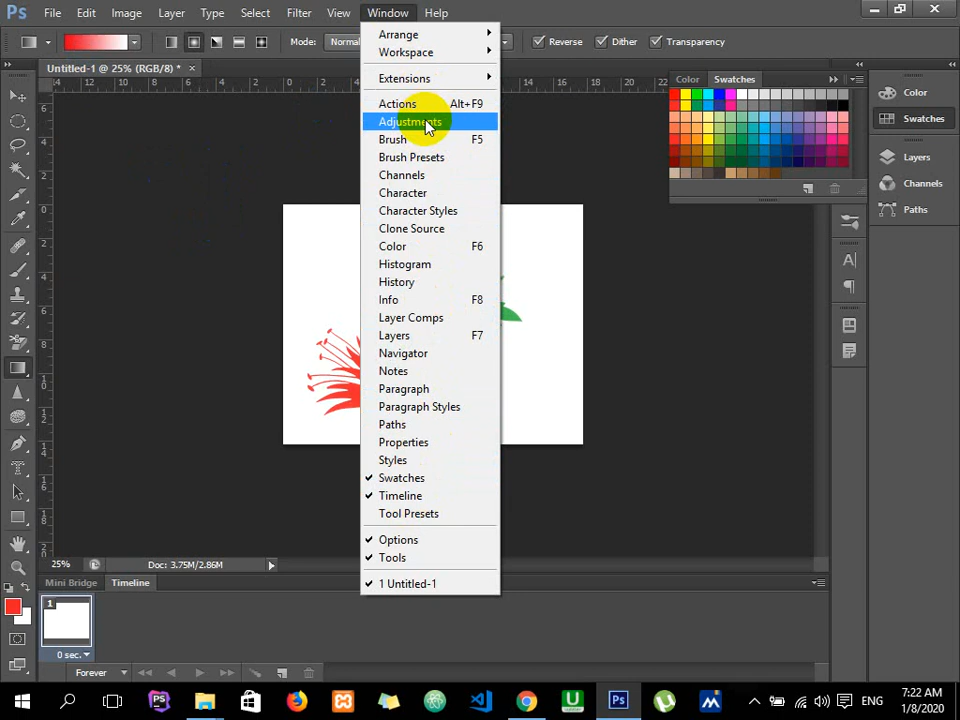 Ps File Edit Image Layer Type Select Filter View Window Help
Mode: Normal Reverse Dither Transparency
Untitled-1 @ 25% (RGB/8) * ×
Arrange
Workspace
Extensions
Actions Alt+F9
Adjustments
Brush F5
Brush Presets
Channels
Character
Character Styles
Clone Source
Color F6
Histogram
History
Info F8
Layer Comps
Layers F7
Navigator
Notes
Paragraph
Paragraph Styles
Paths
Properties
Styles
Swatches
Timeline
Tool Presets
Options
Tools
1 Untitled-1
Color Swatches
Color
Swatches
Layers
Channels
Paths
25% Doc: 3.75M/2.86M
Mini Bridge Timeline
1
0 sec.
Forever
ENG
7:22 AM
1/8/2020